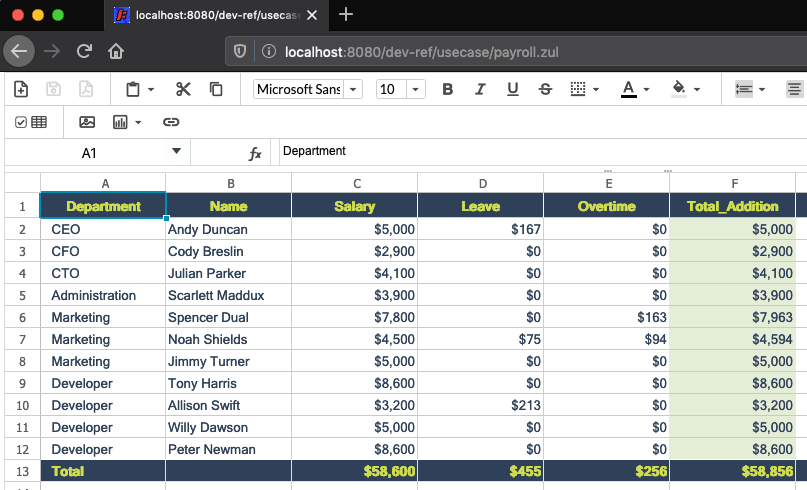 localhost:8080/dev-ref/usecas
localhost:8080/dev-ref/usecase/payroll.zul
Microsoft Sans 10 B I U S A
A1 fx Department
A B C D E F
1 Department Name Salary Leave Overtime Total_Addition
2 CEO Andy Duncan $5,000 $167 $0 $5,000
3 CFO Cody Breslin $2,900 $0 $0 $2,900
4 CTO Julian Parker $4,100 $0 $0 $4,100
5 Administration Scarlett Maddux $3,900 $0 $0 $3,900
6 Marketing Spencer Dual $7,800 $0 $163 $7,963
7 Marketing Noah Shields $4,500 $75 $94 $4,594
8 Marketing Jimmy Turner $5,000 $0 $0 $5,000
9 Developer Tony Harris $8,600 $0 $0 $8,600
10 Developer Allison Swift $3,200 $213 $0 $3,200
11 Developer Willy Dawson $5,000 $0 $0 $5,000
12 Developer Peter Newman $8,600 $0 $0 $8,600
13 Total $58,600 $455 $256 $58,856